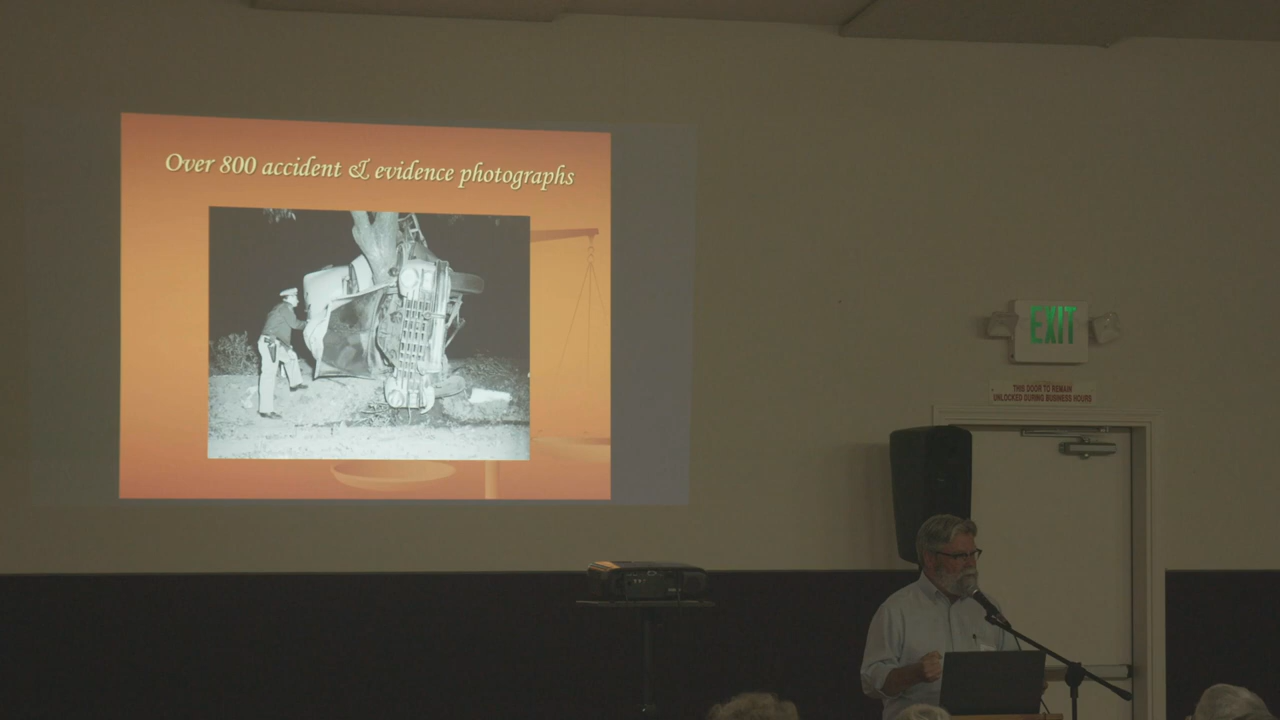 Over 800 accident & evidence photographs
EXIT
THIS DOOR TO REMAIN
UNLOCKED DURING BUSINESS HOURS